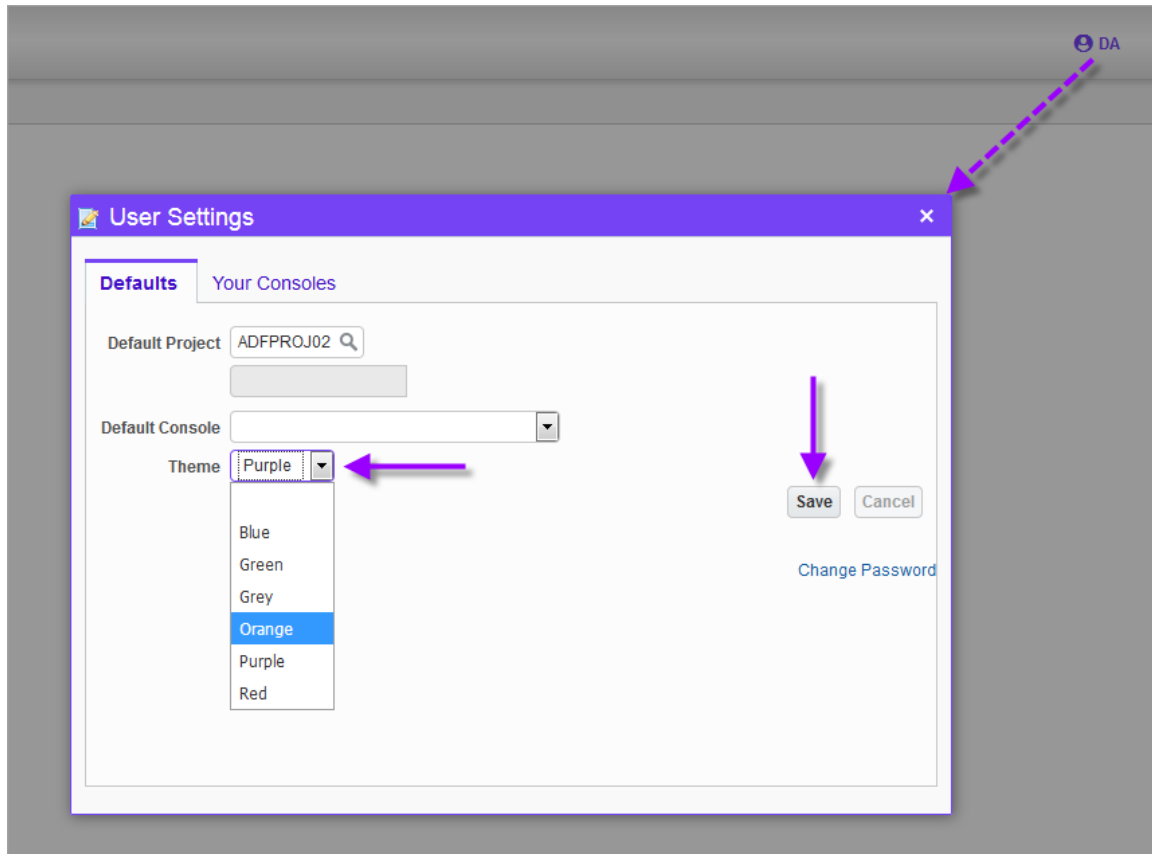 DA
User Settings
Defaults Your Consoles
Default Project ADFPROJ02
Default Console
Theme Purple
Save Cancel
Blue
Green
Change Password
Grey
Orange
Purple
Red